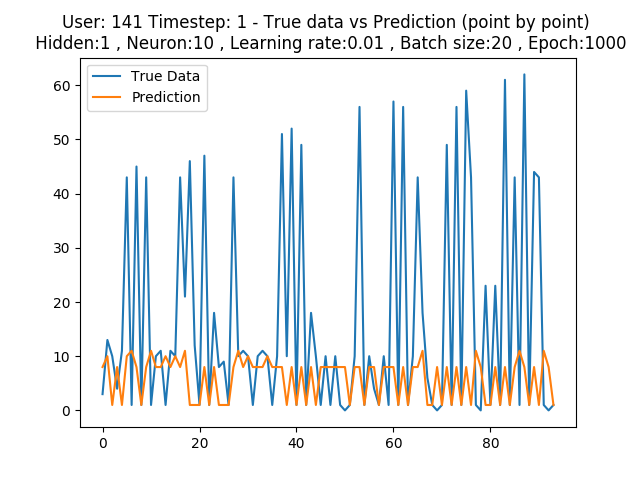 User: 141 Timestep: 1 - True data vs Prediction (point by point)
Hidden:1 , Neuron:10 , Learning rate:0.01 , Batch size:20 , Epoch:1000
True Data
Prediction
60
50
40
30
20
10
0
0 20 40 60 80